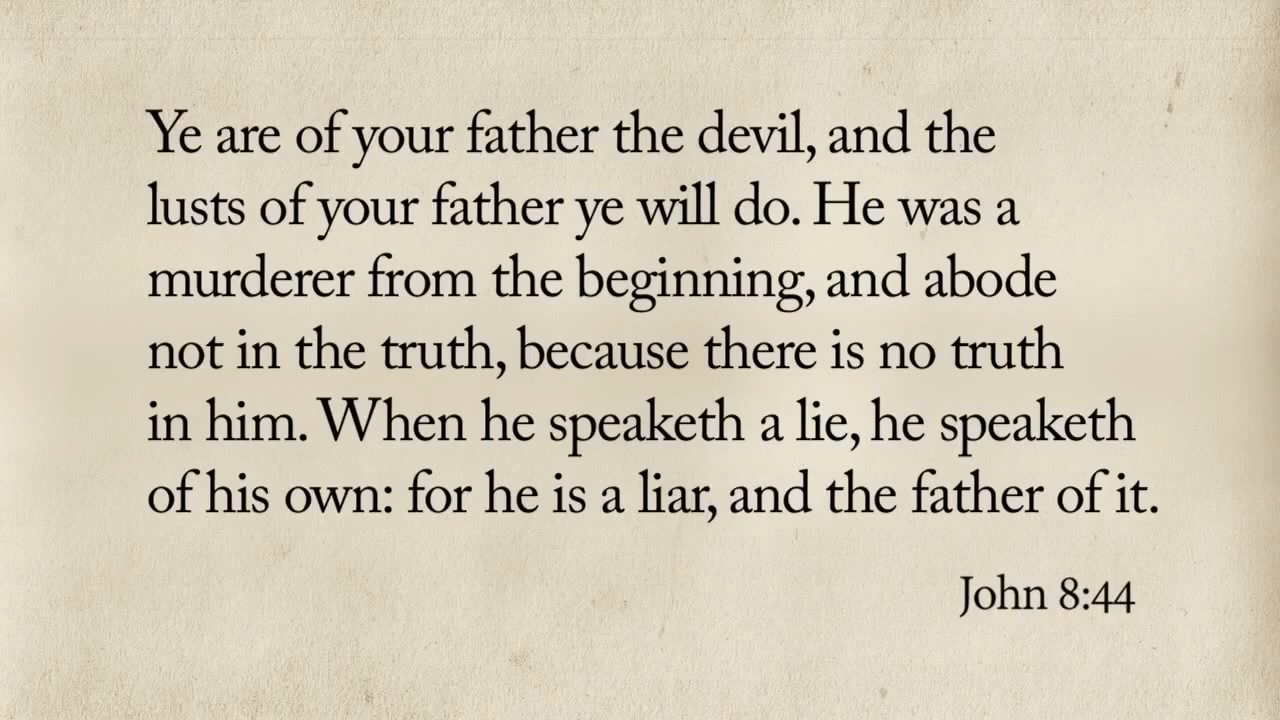 Ye are of your father the devil, and the
lusts of your father ye will do. He was a
murderer from the beginning, and abode
not in the truth, because there is no truth
in him. When he speaketh a lie, he speaketh
of his own: for he is a liar, and the father of it.
John 8:44